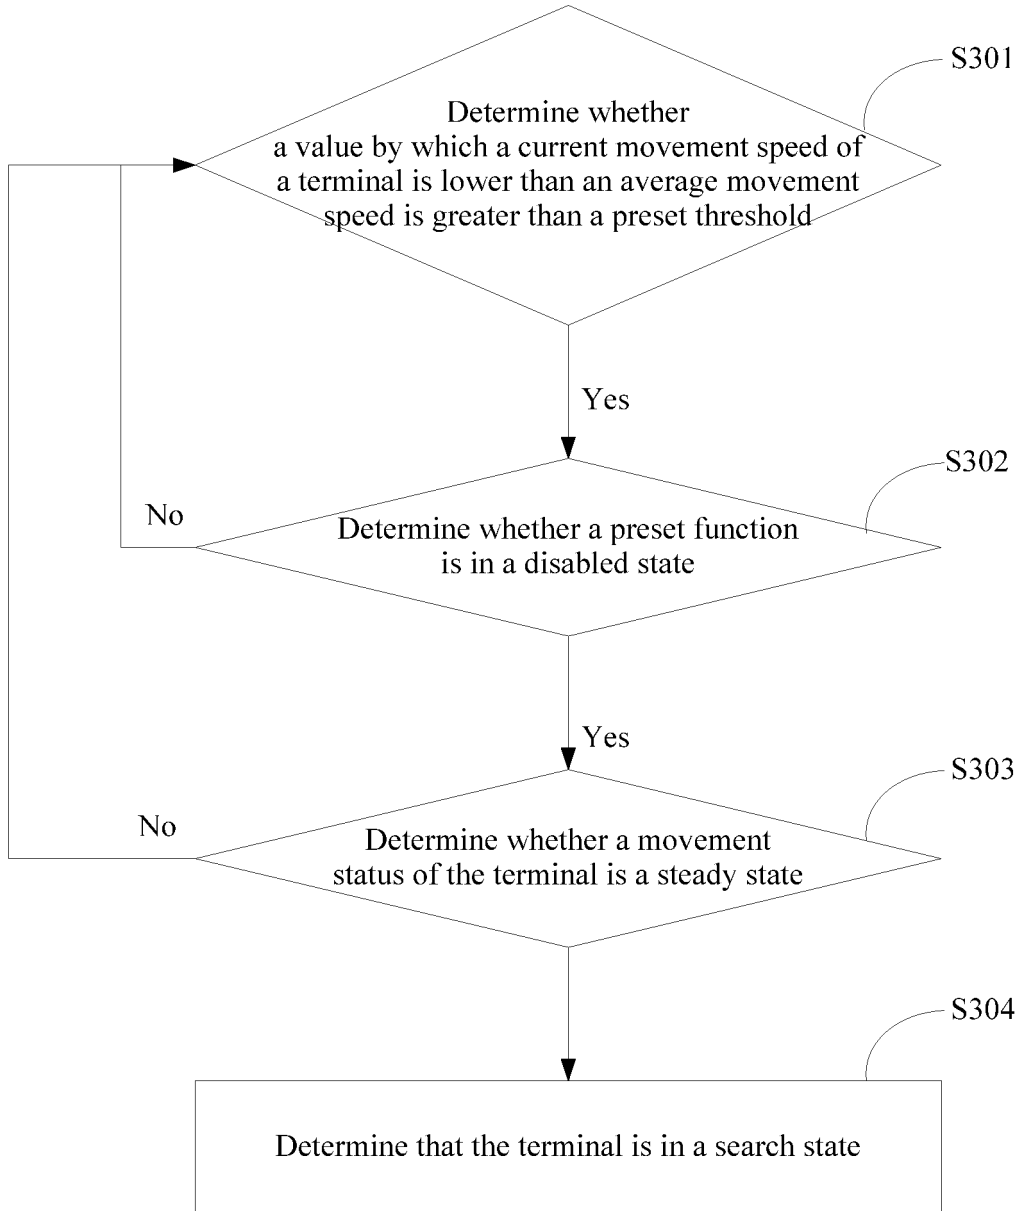 S301
Determine whether
a value by which a current movement speed of
a terminal is lower than an average movement
speed is greater than a preset threshold
Yes
S302
No
Determine whether a preset function
is in a disabled state
Yes
S303
No
Determine whether a movement
status of the terminal is a steady state
S304
Determine that the terminal is in a search state